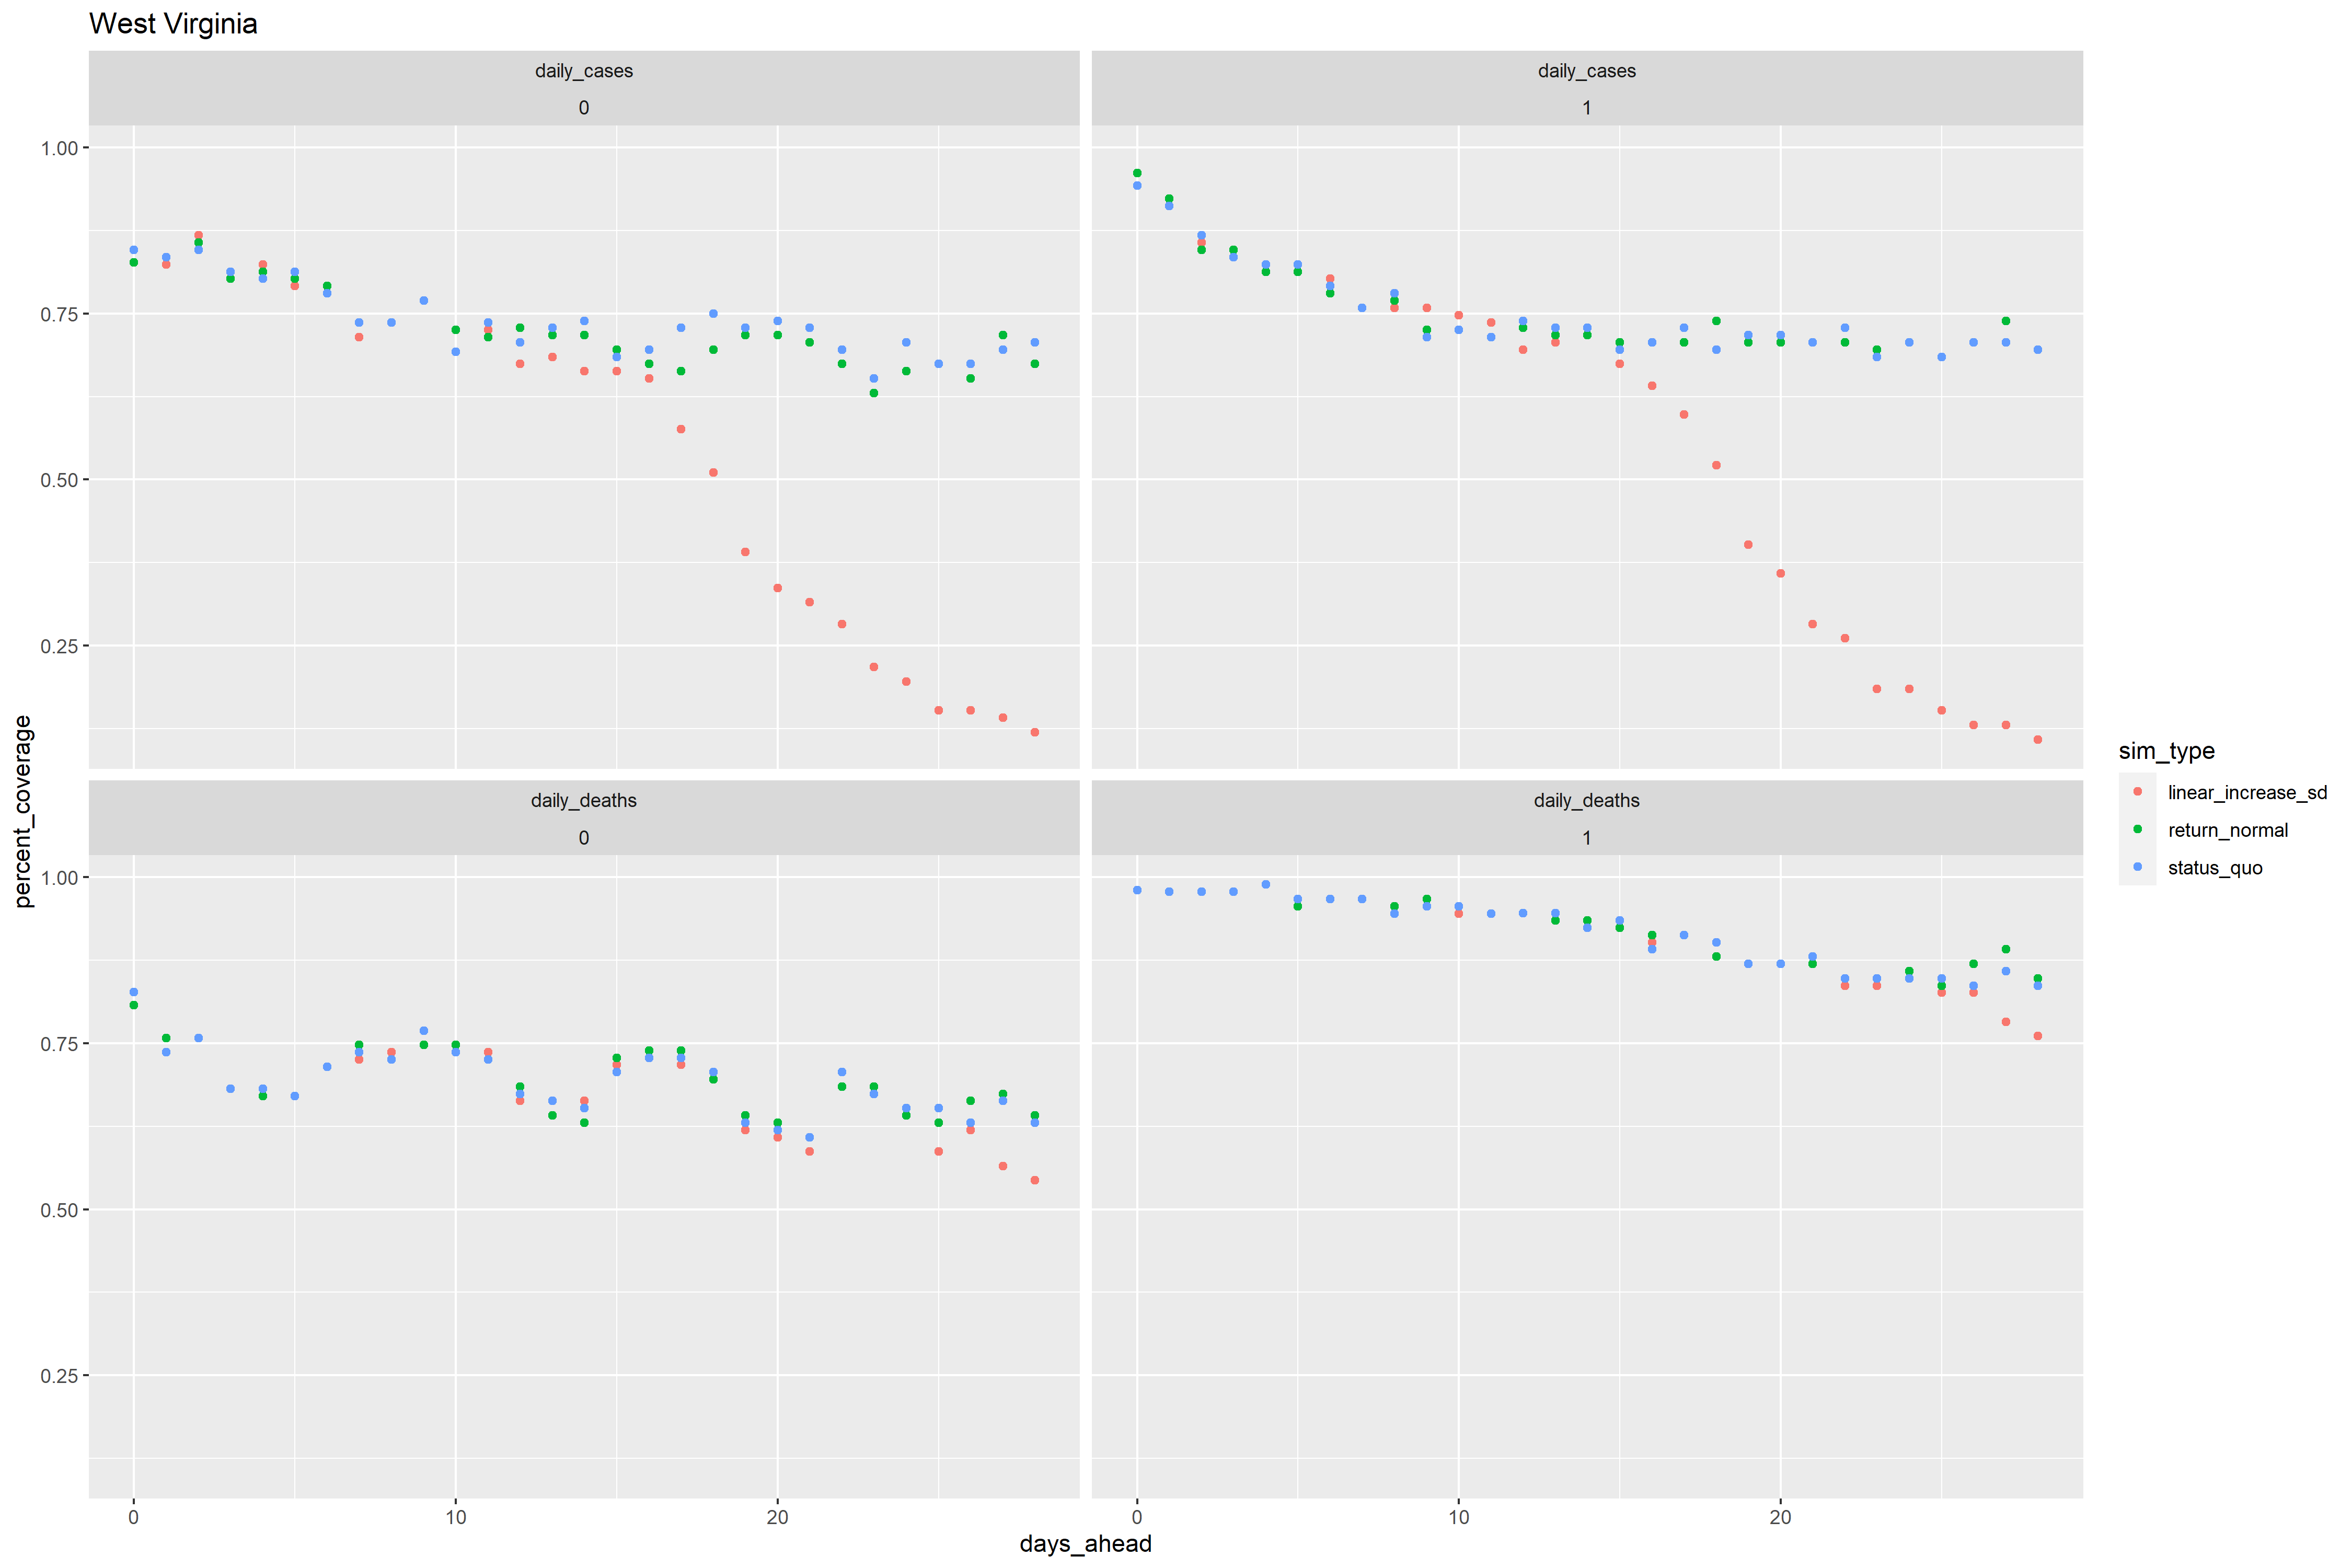 West Virginia
daily_cases
0
daily_cases
1
1.00
0.75
0.50
0.25
daily_deaths
0
daily_deaths
1
1.00
0.75
0.50
0.25
0
10
20
0
10
20
days_ahead
percent_coverage
sim_type
linear_increase_sd
return_normal
status_quo